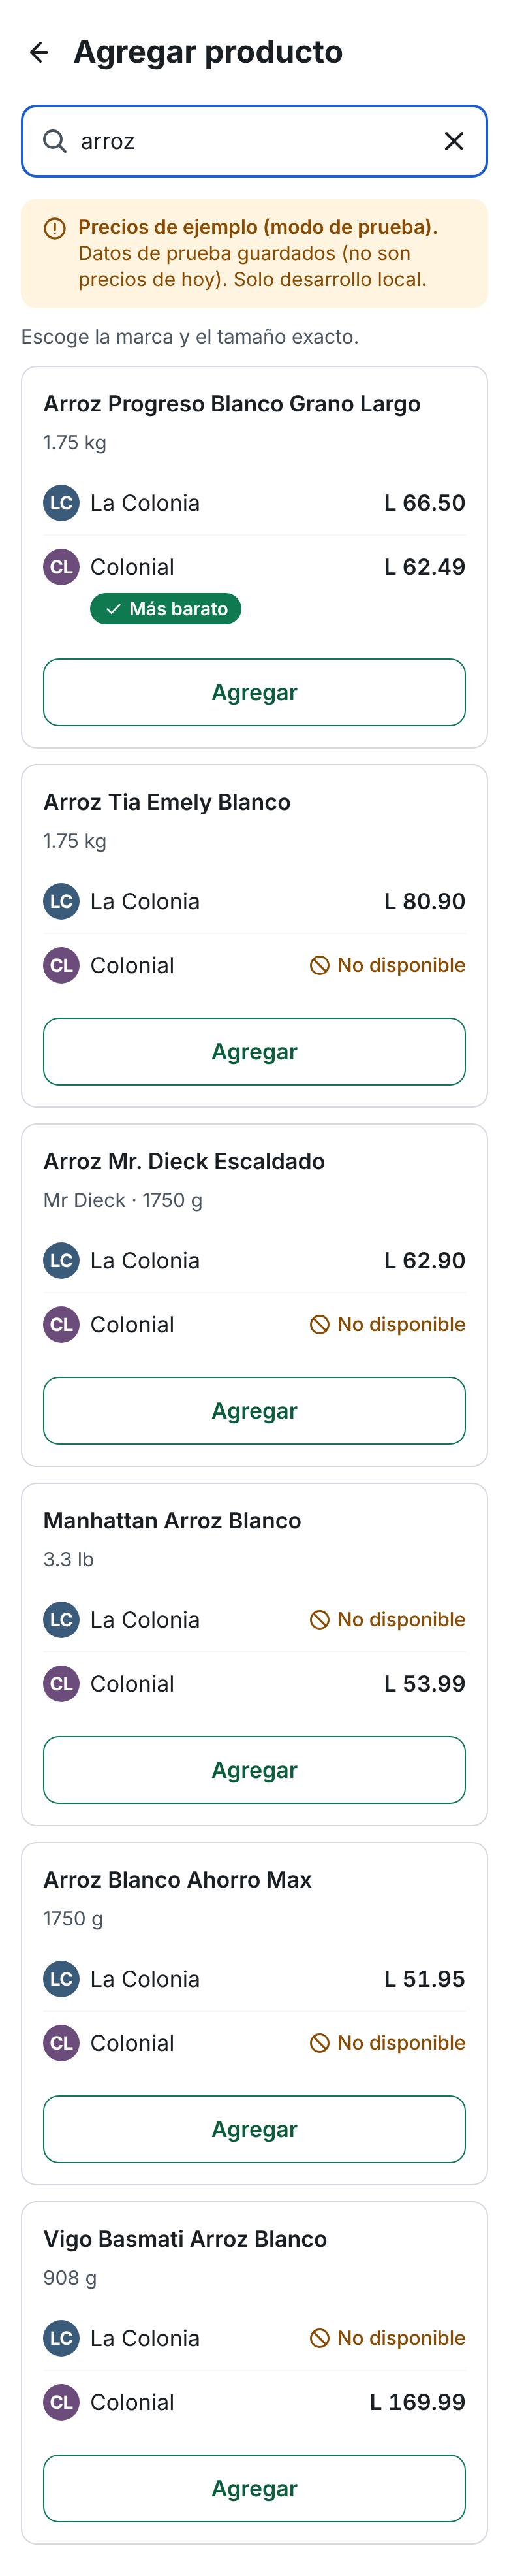 Agregar producto
arroz
Precios de ejemplo (modo de prueba).
Datos de prueba guardados (no son
precios de hoy). Solo desarrollo local.
Escoge la marca y el tamaño exacto.
Arroz Progreso Blanco Grano Largo
1.75 kg
LC La Colonia L 66.50
CL Colonial L 62.49
Más barato
Agregar
Arroz Tia Emely Blanco
1.75 kg
LC La Colonia L 80.90
CL Colonial No disponible
Agregar
Arroz Mr. Dieck Escaldado
Mr Dieck · 1750 g
LC La Colonia L 62.90
CL Colonial No disponible
Agregar
Manhattan Arroz Blanco
3.3 lb
LC La Colonia No disponible
CL Colonial L 53.99
Agregar
Arroz Blanco Ahorro Max
1750 g
LC La Colonia L 51.95
CL Colonial No disponible
Agregar
Vigo Basmati Arroz Blanco
908 g
LC La Colonia No disponible
CL Colonial L 169.99
Agregar